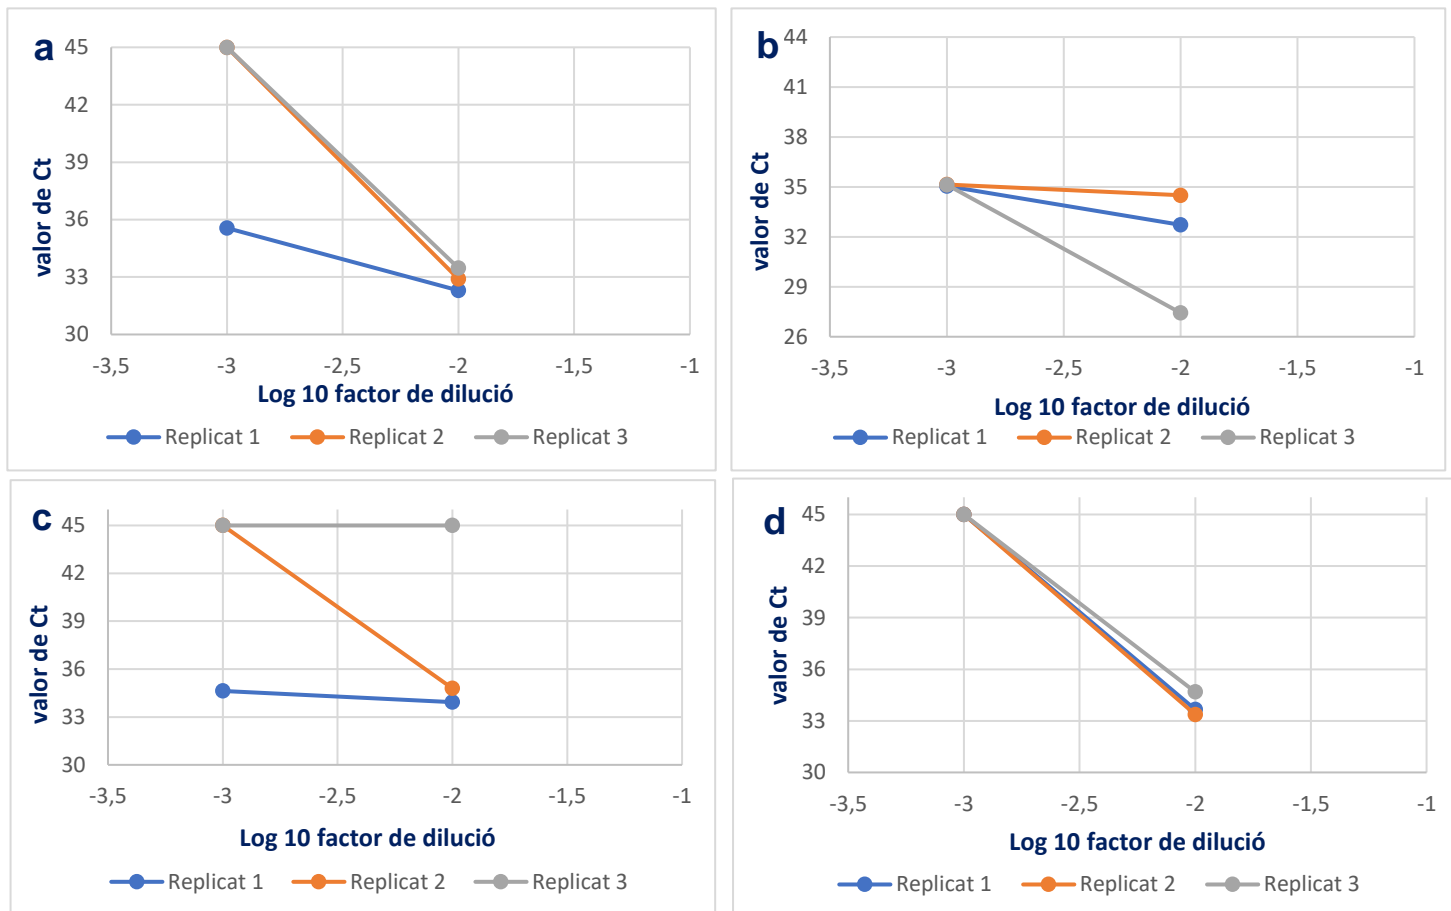 a
45
42
39
36
33
30
valor de Ct
-3,5 -3 -2,5 -2 -1,5 -1
Log 10 factor de dilució
Replicat 1 Replicat 2 Replicat 3
b
44
41
38
35
32
29
26
valor de Ct
-3,5 -3 -2,5 -2 -1,5 -1
Log 10 factor de dilució
Replicat 1 Replicat 2 Replicat 3
c
45
42
39
36
33
30
valor de Ct
-3,5 -3 -2,5 -2 -1,5 -1
Log 10 factor de dilució
Replicat 1 Replicat 2 Replicat 3
d
45
42
39
36
33
30
valor de Ct
-3,5 -3 -2,5 -2 -1,5 -1
Log 10 factor de dilució
Replicat 1 Replicat 2 Replicat 3